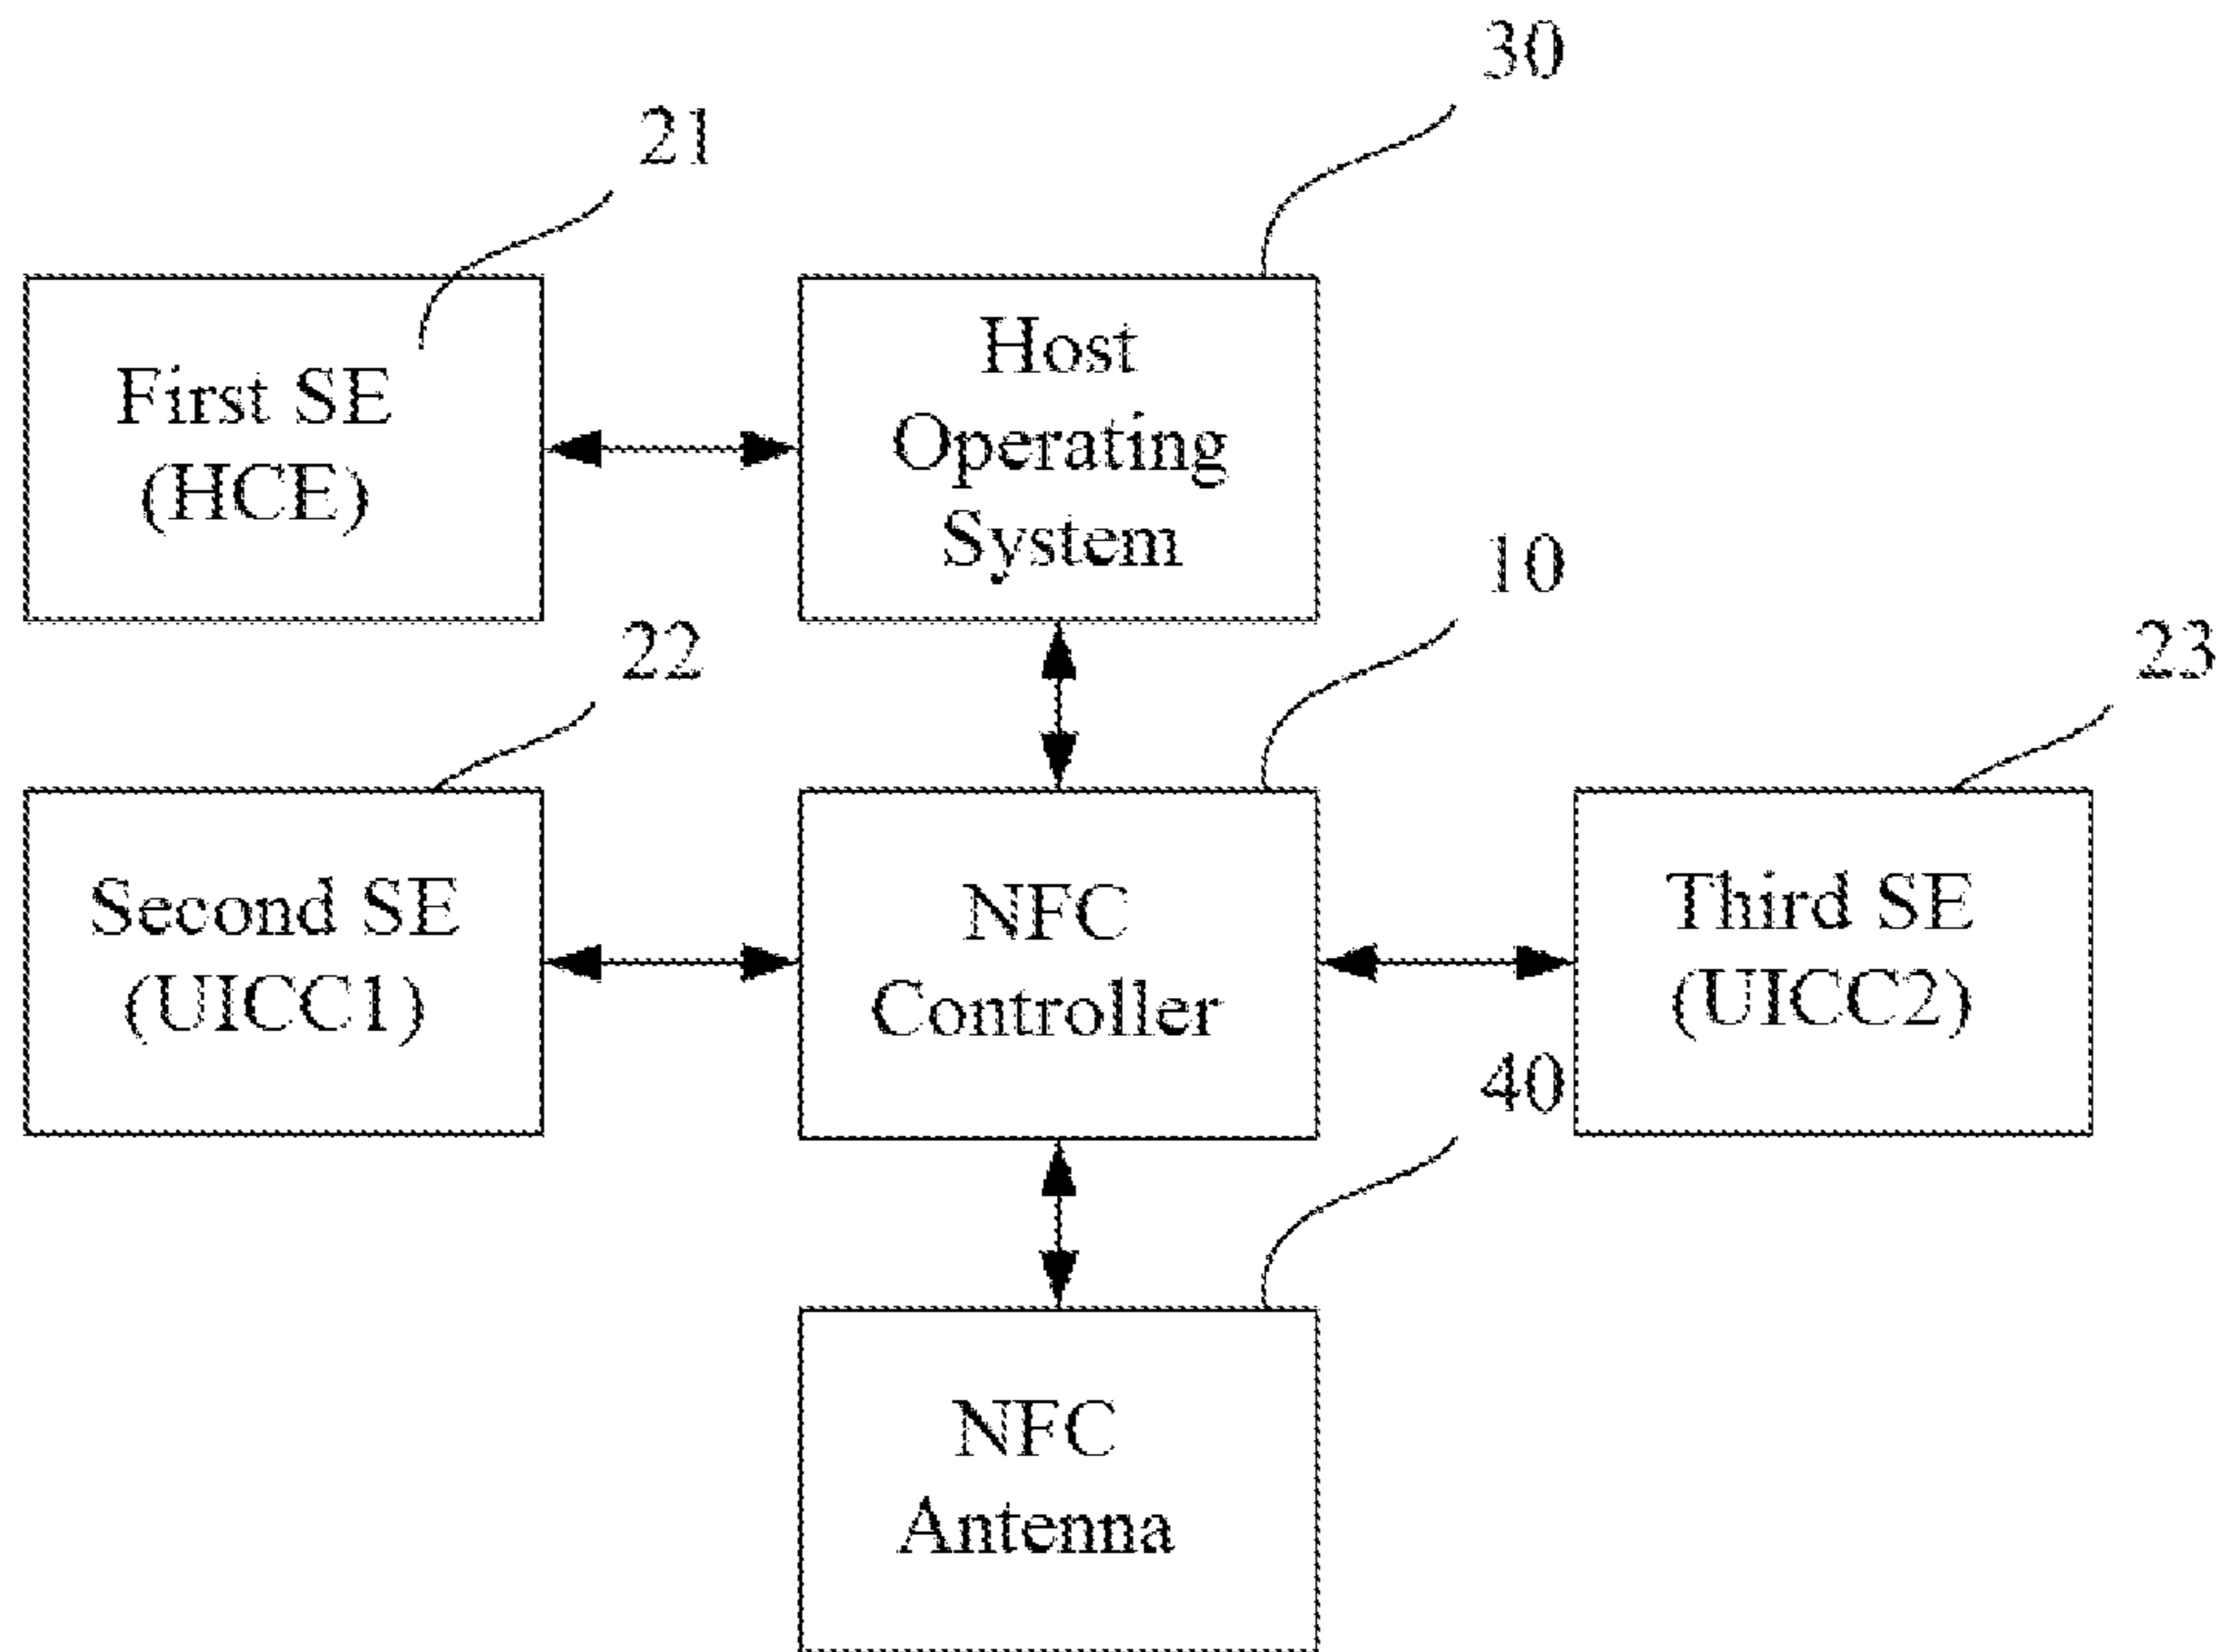 30
21
First SE
(HCE)
Host
Operating
System
10
22
23
Second SE
(UICC1)
NFC
Controller
Third SE
(UICC2)
40
NFC
Antenna